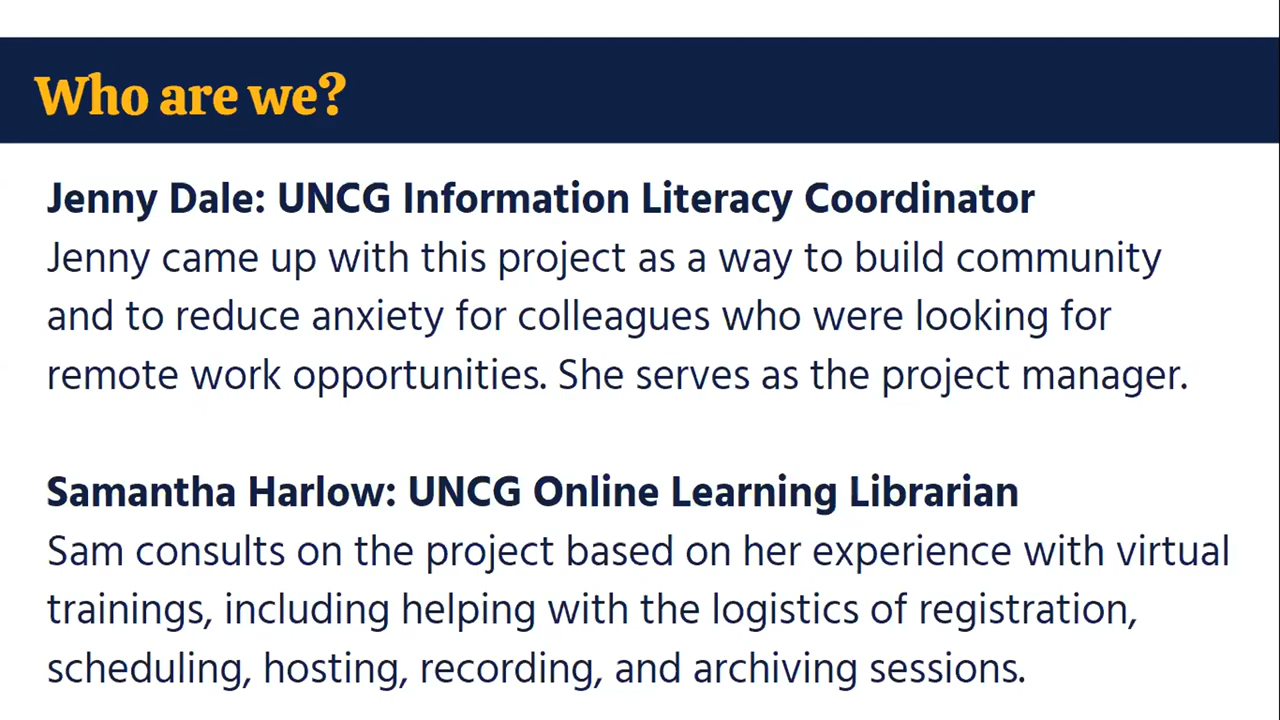 Who are we?
Jenny Dale: UNCG Information Literacy Coordinator
Jenny came up with this project as a way to build community
and to reduce anxiety for colleagues who were looking for
remote work opportunities. She serves as the project manager.
Samantha Harlow: UNCG Online Learning Librarian
Sam consults on the project based on her experience with virtual
trainings, including helping with the logistics of registration,
scheduling, hosting, recording, and archiving sessions.